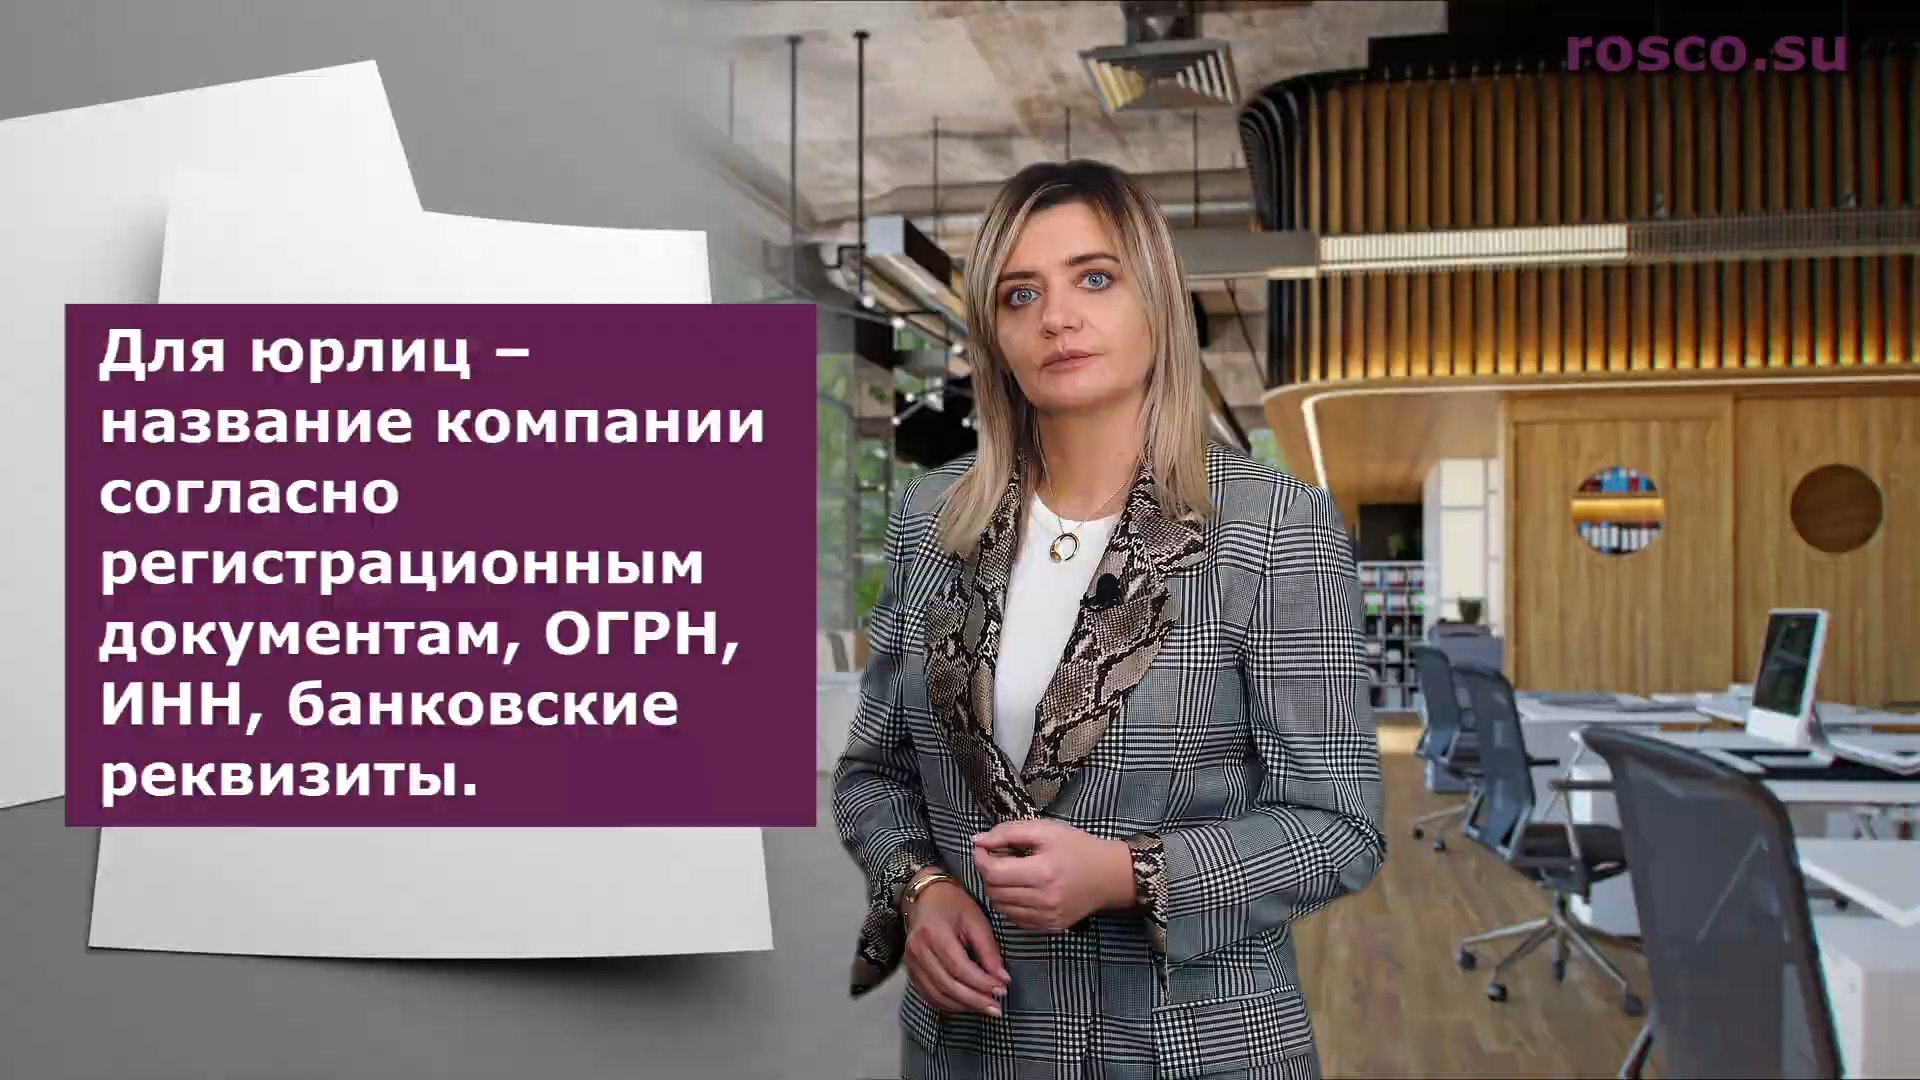 rosco.su
Для юрлиц –
название компании
согласно
регистрационным
документам, ОГРН,
ИНН, банковские
реквизиты.